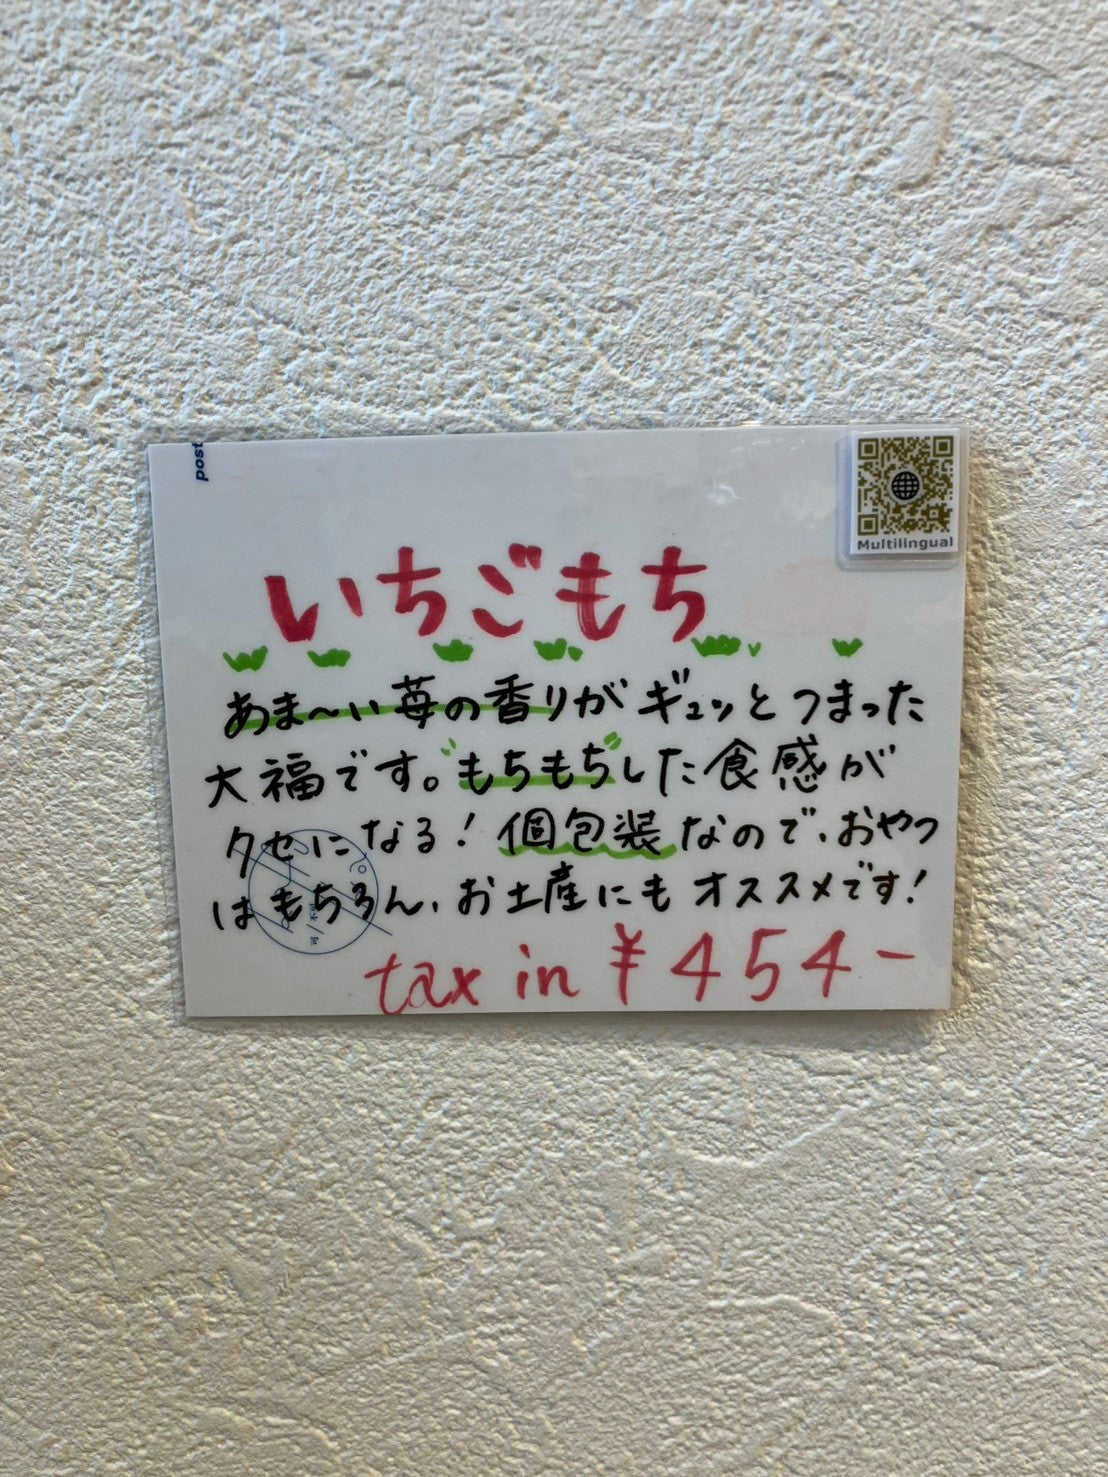 post
Multilingual
いちごもち
あま〜い苺の香りがギュッとつまった
大福です。"もちもち"した食感が
クセになる！個包装なので、おやつ
はもちろん、お土産にもオススメです！
tax in ¥454-